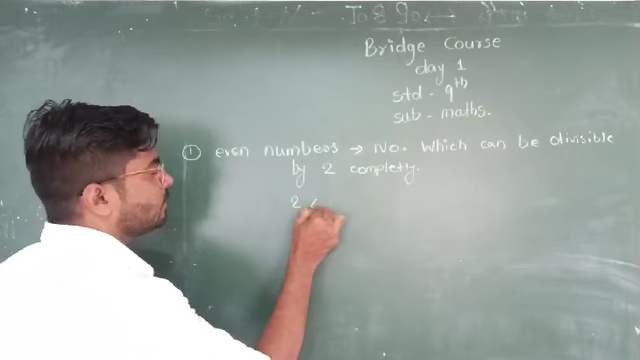 Bridge Course
day 1
std - 9th
sub - maths.
① even numbers → No. Which can be divisible
by 2 completly.
2